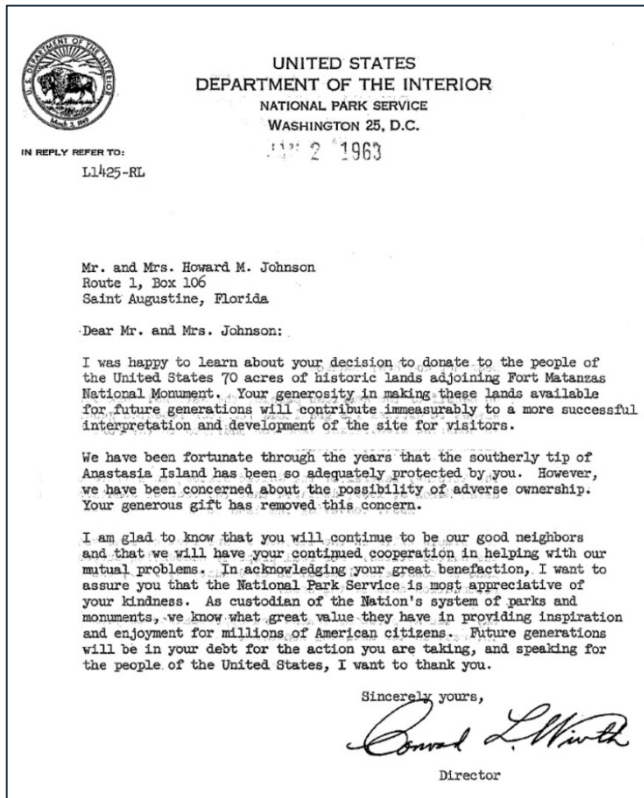 U.S. DEPARTMENT OF THE INTERIOR
March 3, 1849
UNITED STATES
DEPARTMENT OF THE INTERIOR
NATIONAL PARK SERVICE
WASHINGTON 25, D.C.
2 1963
IN REPLY REFER TO:
L1425-RL
Mr. and Mrs. Howard M. Johnson
Route 1, Box 106
Saint Augustine, Florida
Dear Mr. and Mrs. Johnson:
I was happy to learn about your decision to donate to the people of
the United States 70 acres of historic lands adjoining Fort Matanzas
National Monument. Your generosity in making these lands available
for future generations will contribute immeasurably to a more successful
interpretation and development of the site for visitors.
We have been fortunate through the years that the southerly tip of
Anastasia Island has been so adequately protected by you. However,
we have been concerned about the possibility of adverse ownership.
Your generous gift has removed this concern.
I am glad to know that you will continue to be our good neighbors
and that we will have your continued cooperation in helping with our
mutual problems. In acknowledging your great benefaction, I want to
assure you that the National Park Service is most appreciative of
your kindness. As custodian of the Nation's system of parks and
monuments, we know what great value they have in providing inspiration
and enjoyment for millions of American citizens. Future generations
will be in your debt for the action you are taking, and speaking for
the people of the United States, I want to thank you.
Sincerely yours,
Conrad L. Wirth
Director